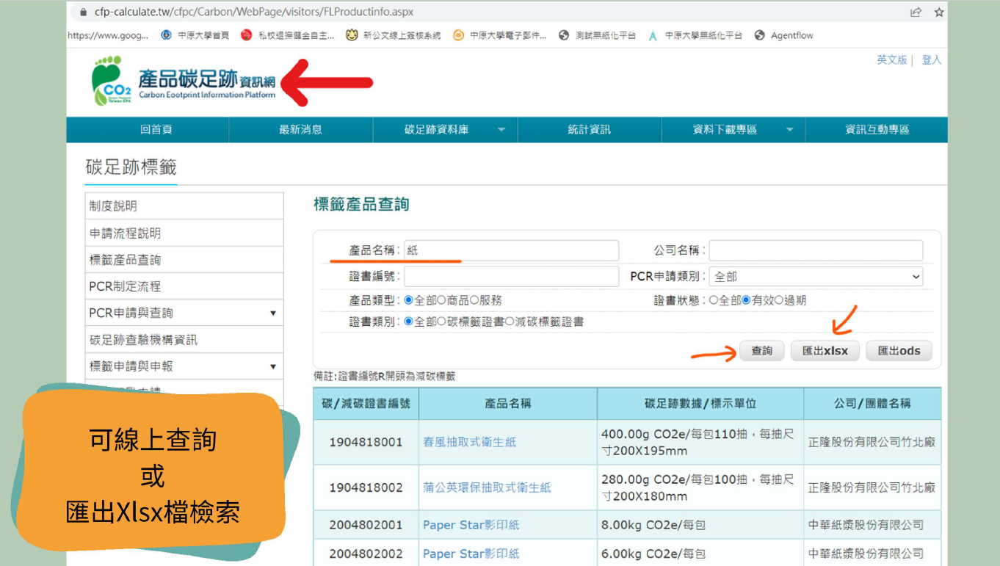 cfp-calculate.tw/cfpc/Carbon/WebPage/visitors/FLProductinfo.aspx
https://www.goog... 中原大學首頁 私校退撫儲金自主... 新公文線上簽核系統 中原大學電子郵件... 測試無紙化平台 中原大學無紙化平台 Agentflow
英文版| 登入
CO2
產品碳足跡資訊網
Carbon Eootprint Information Platform
回首頁 最新消息 碳足跡資料庫 統計資訊 資料下載專區 資訊互動專區
碳足跡標籤
制度說明
申請流程說明
標籤產品查詢
PCR制定流程
PCR申請與查詢
碳足跡查驗機構資訊
標籤申請與申報
標籤產品查詢
產品名稱: 紙 公司名稱:
證書編號: PCR申請類別: 全部
產品類型: 全部 商品 服務 證書狀態: 全部 有效 過期
證書類別: 全部 碳標籤證書 減碳標籤證書
查詢 匯出xlsx 匯出ods
備註:證書編號R開頭為減碳標籤
碳/減碳證書編號 產品名稱 碳足跡數據/標示單位 公司/團體名稱
1904818001 春風抽取式衛生紙 400.00g CO2e/每包110抽,每抽尺寸200X195mm 正隆股份有限公司竹北廠
1904818002 蒲公英環保抽取式衛生紙 280.00g CO2e/每包100抽,每抽尺寸200X180mm 正隆股份有限公司竹北廠
2004802001 Paper Star影印紙 8.00kg CO2e/每包 中華紙漿股份有限公司
2004802002 Paper Star影印紙 6.00kg CO2e/每包 中華紙漿股份有限公司
可線上查詢
或
匯出Xlsx檔檢索